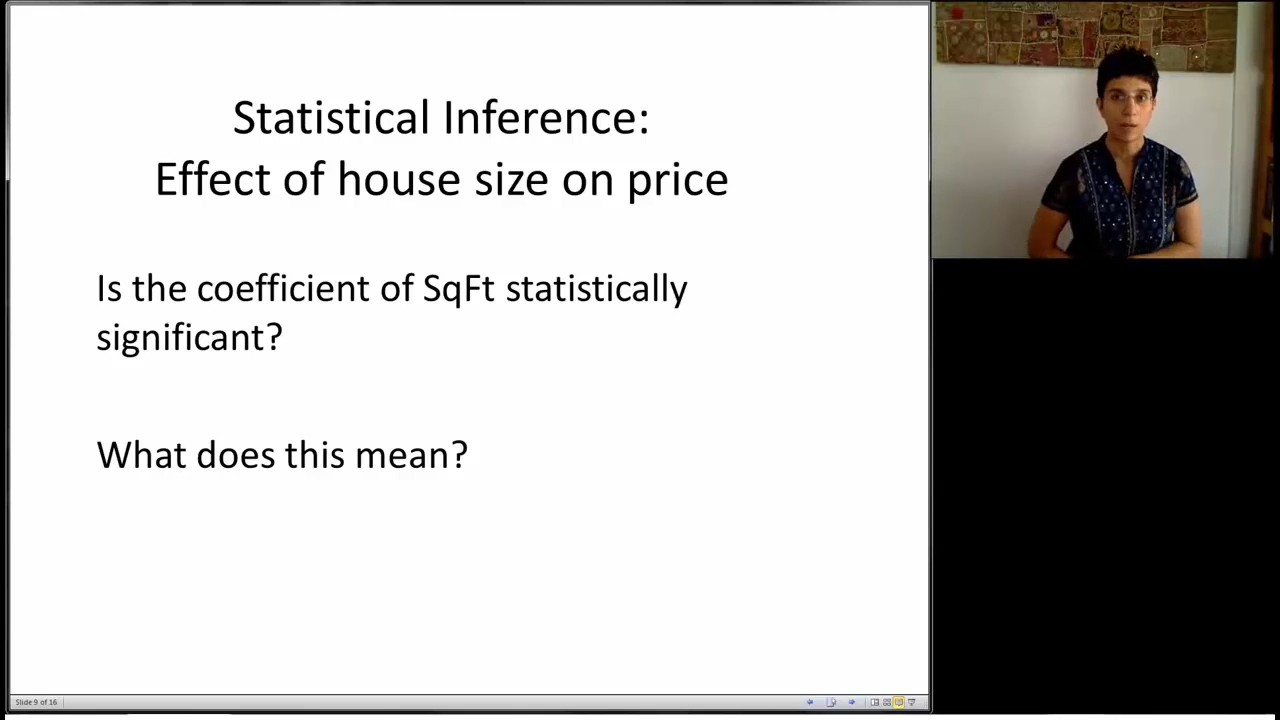 Statistical Inference:
Effect of house size on price
Is the coefficient of SqFt statistically
significant?
What does this mean?
Slide 9 of 16